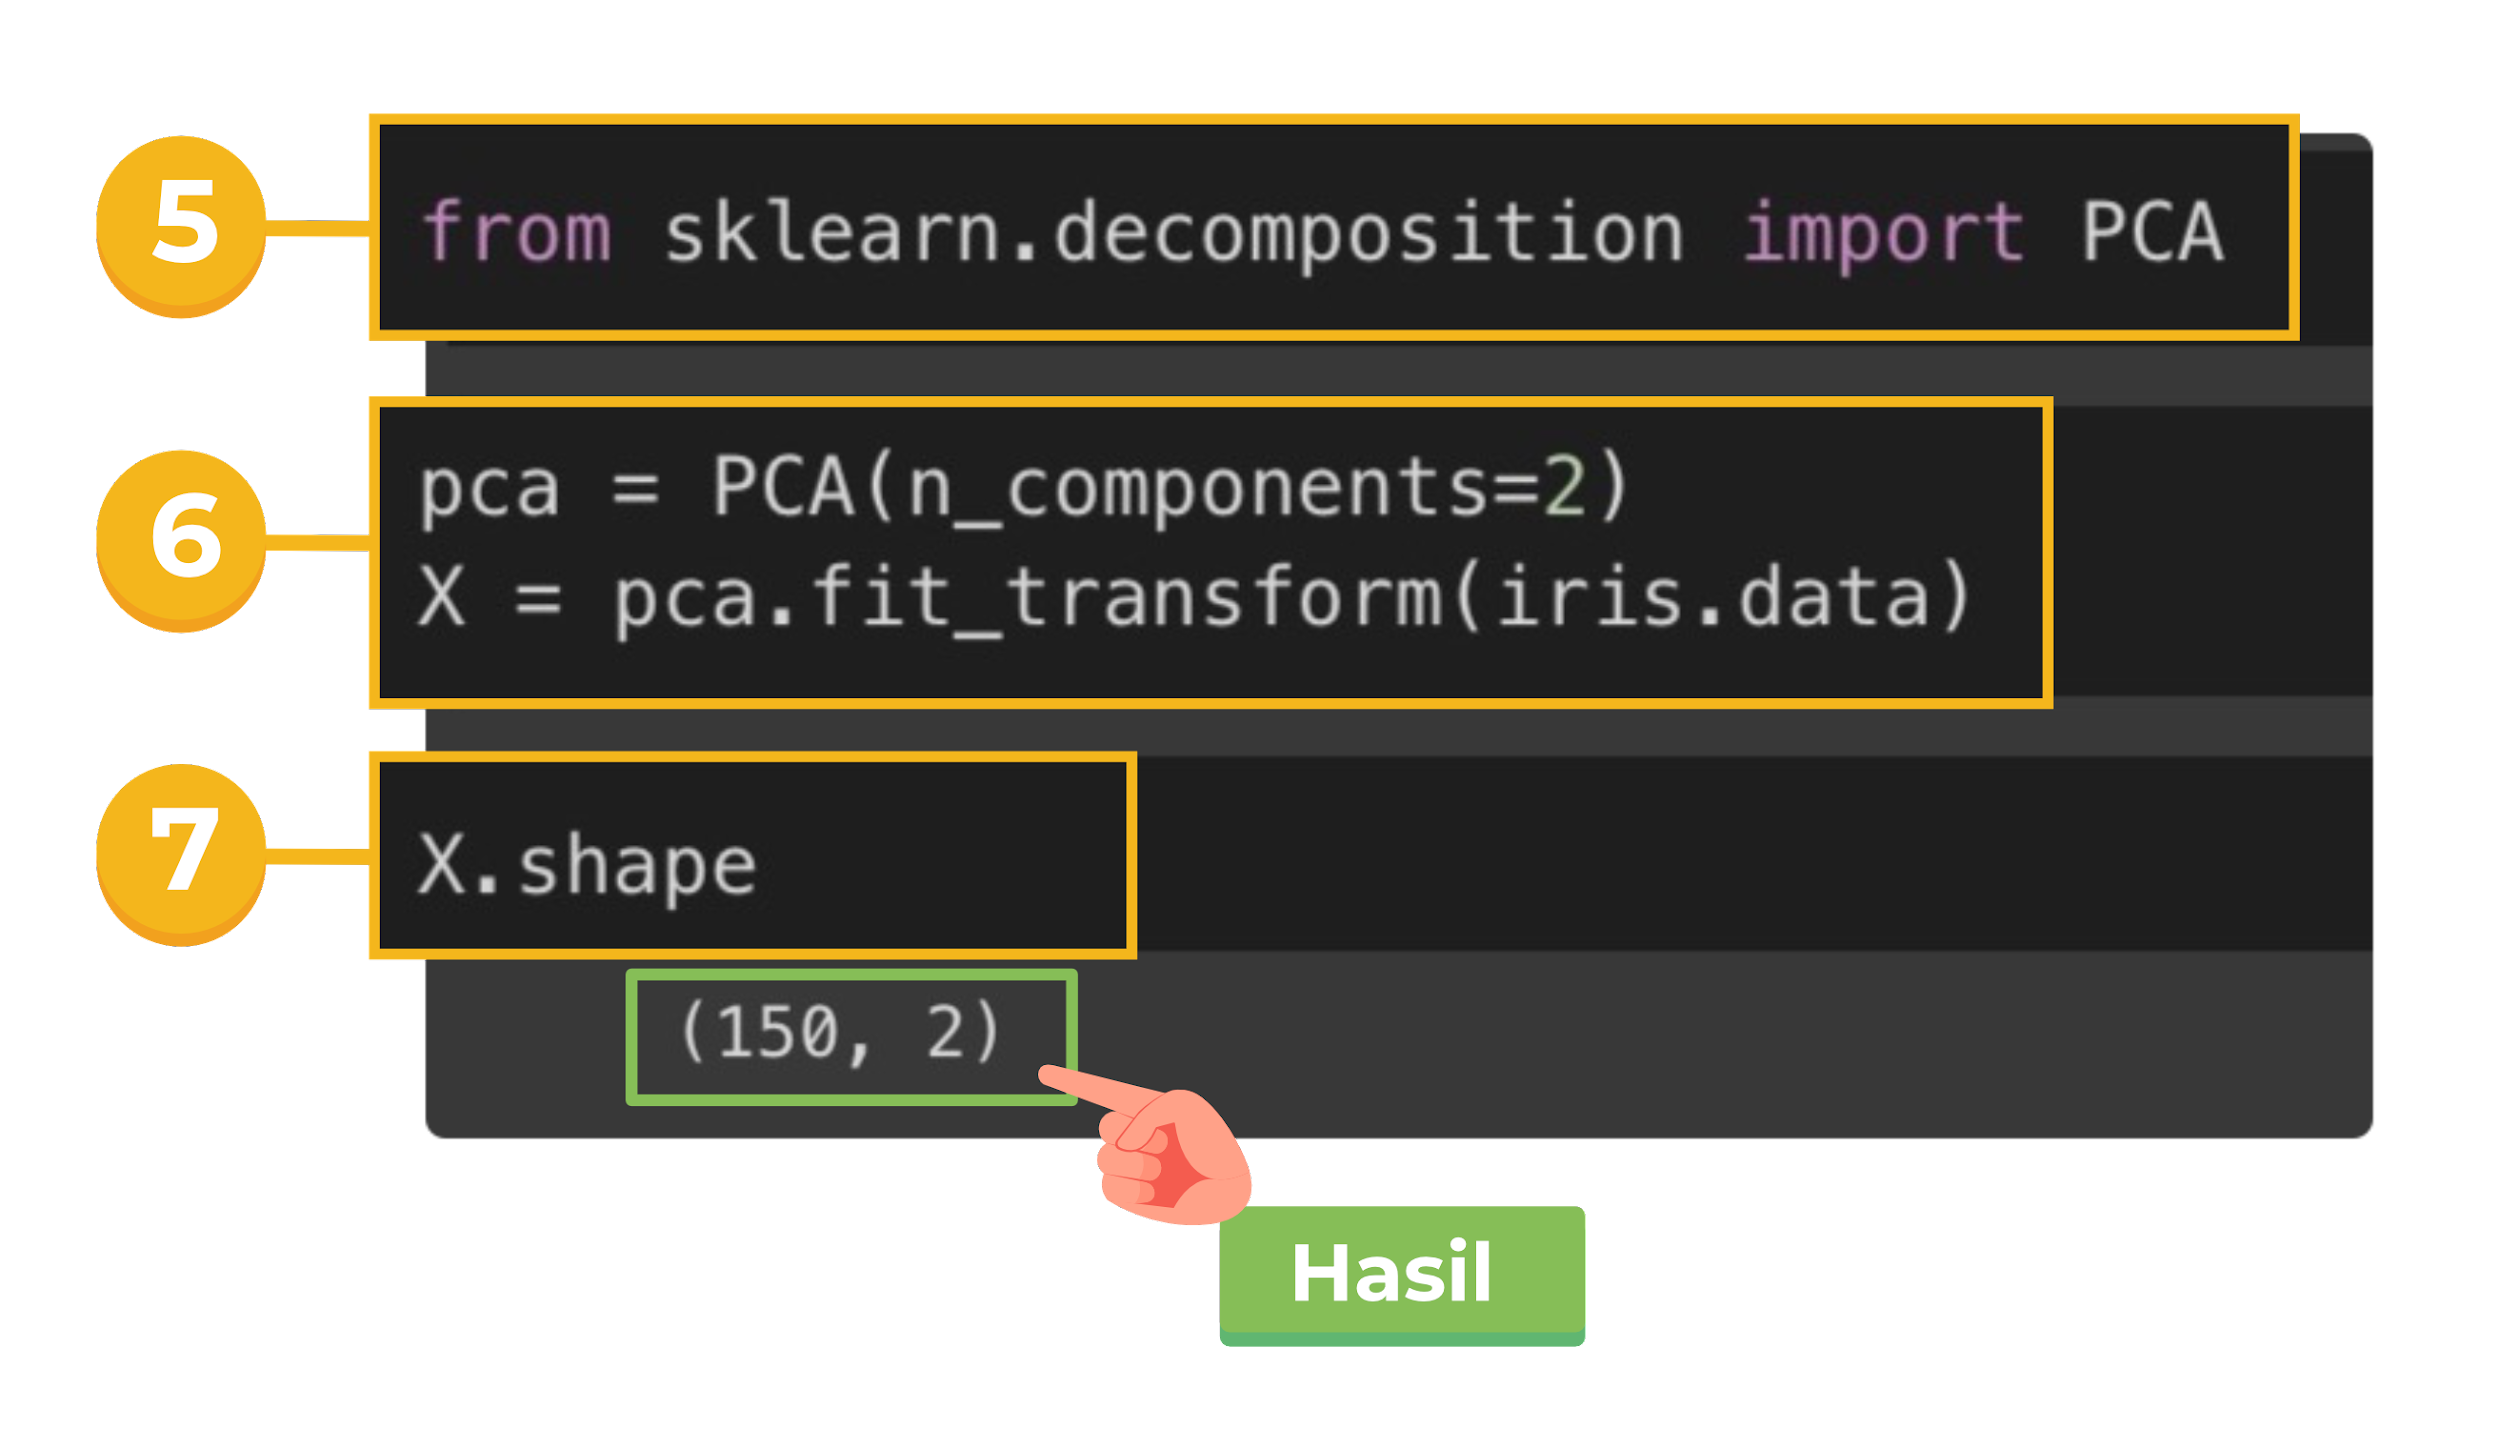 5
from sklearn.decomposition import PCA
6
pca = PCA(n_components=2)
X = pca.fit_transform(iris.data)
7
X.shape
(150, 2)
Hasil